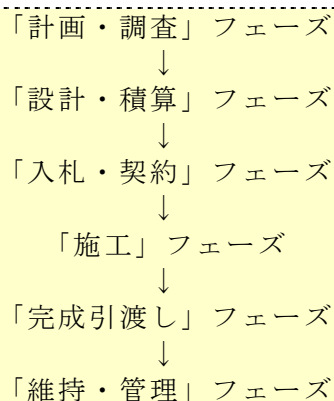 「計画・調査」フェーズ
↓
「設計・積算」フェーズ
↓
「入札・契約」フェーズ
↓
「施工」フェーズ
↓
「完成引渡し」フェーズ
↓
「維持・管理」フェーズ